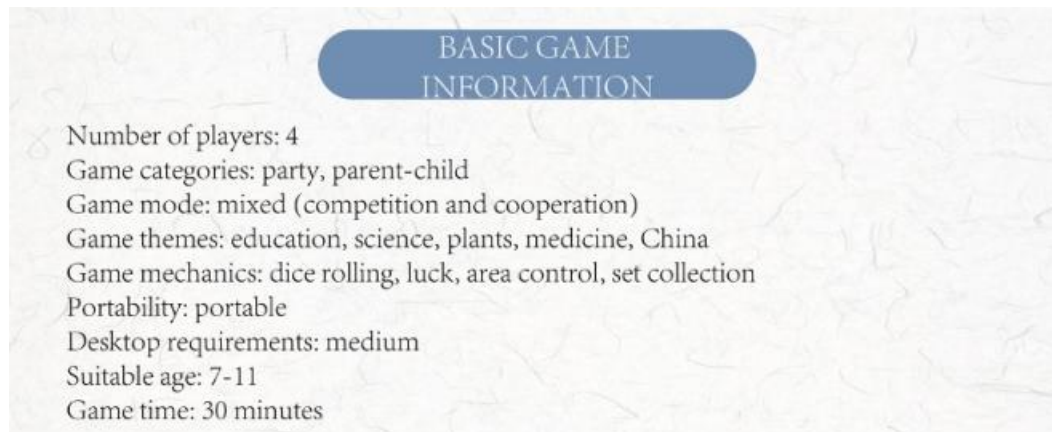 BASIC GAME
INFORMATION
Number of players: 4
Game categories: party, parent-child
Game mode: mixed (competition and cooperation)
Game themes: education, science, plants, medicine, China
Game mechanics: dice rolling, luck, area control, set collection
Portability: portable
Desktop requirements: medium
Suitable age: 7-11
Game time: 30 minutes